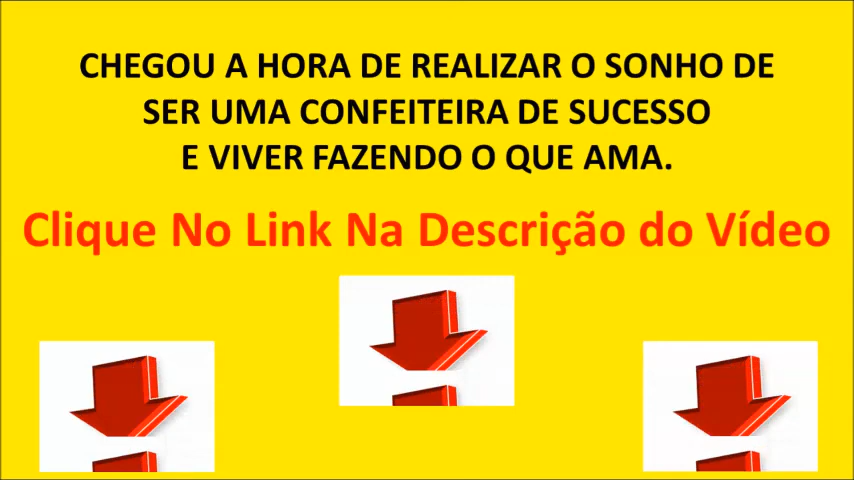 CHEGOU A HORA DE REALIZAR O SONHO DE
SER UMA CONFEITEIRA DE SUCESSO
E VIVER FAZENDO O QUE AMA.
Clique No Link Na Descrição do Vídeo